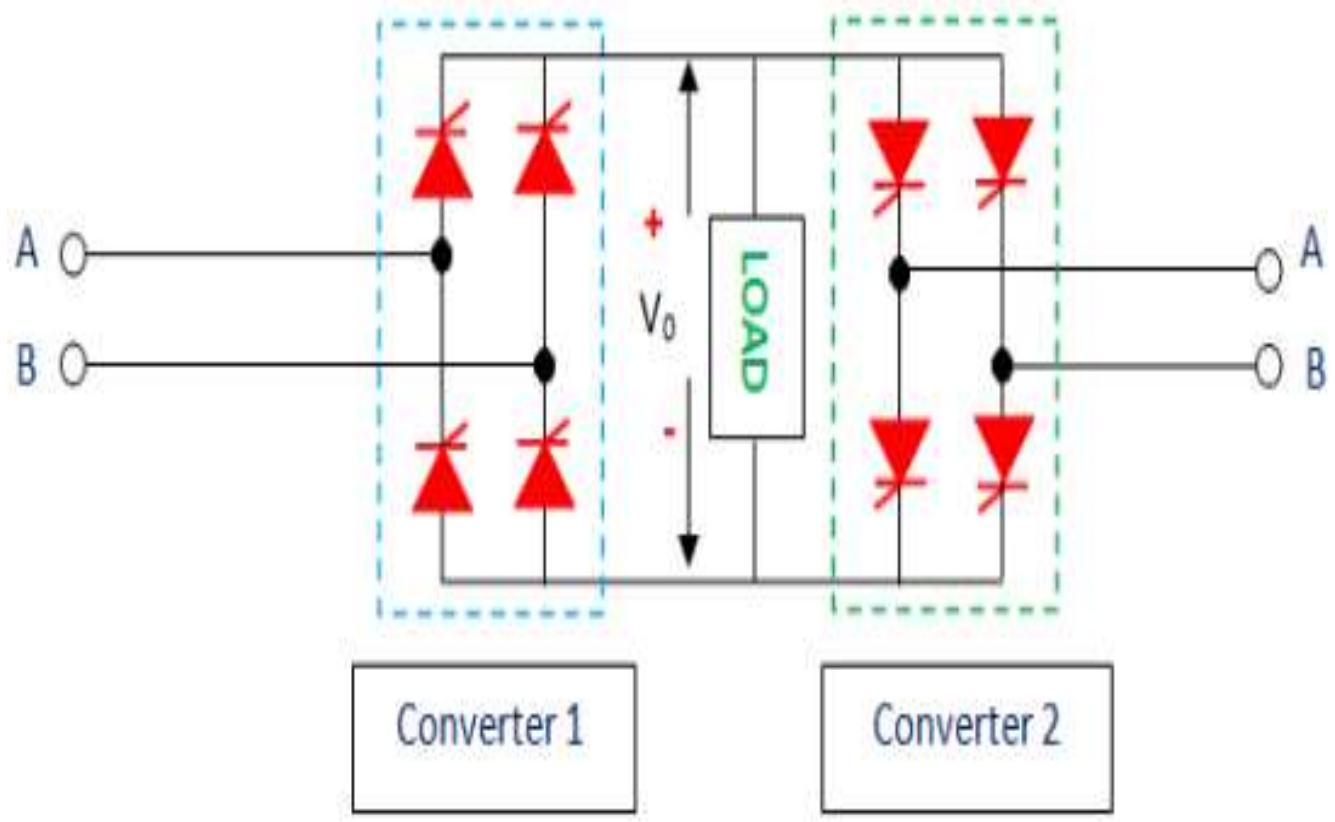 A
B
+
V₀
-
LOAD
A
B
Converter 1
Converter 2